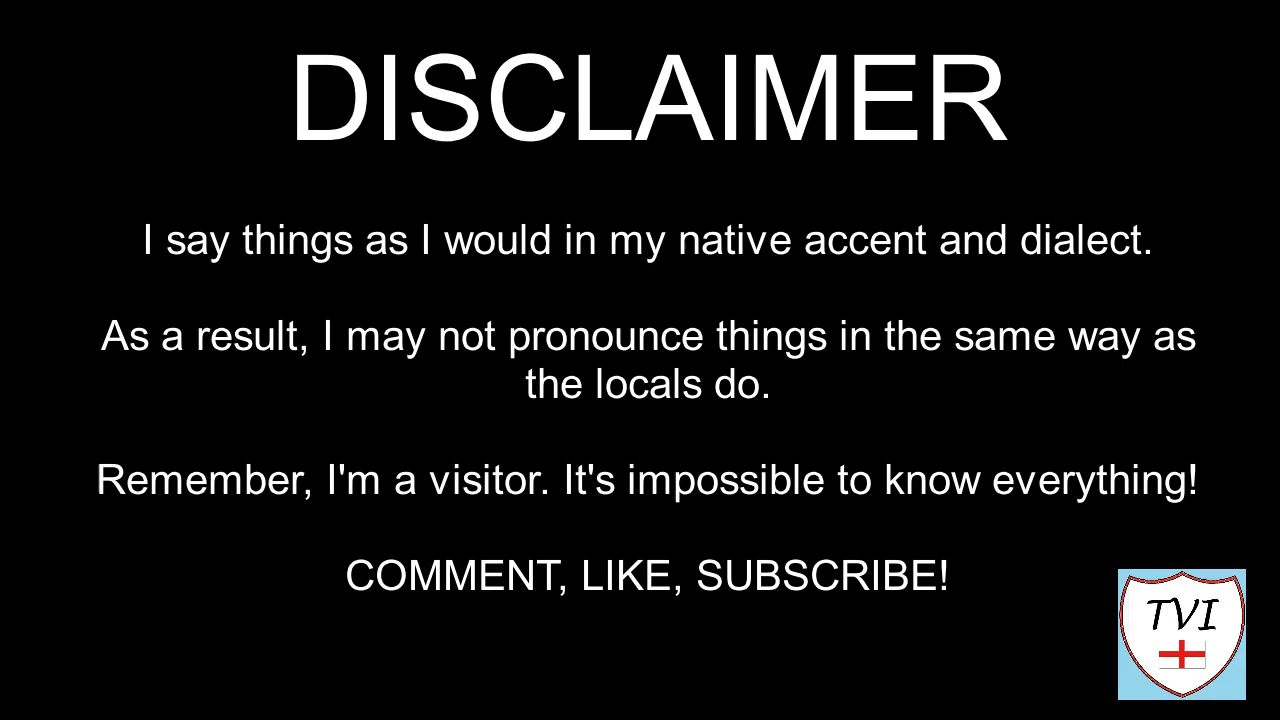 DISCLAIMER
I say things as I would in my native accent and dialect.
As a result, I may not pronounce things in the same way as
the locals do.
Remember, I'm a visitor. It's impossible to know everything!
COMMENT, LIKE, SUBSCRIBE!
TVI